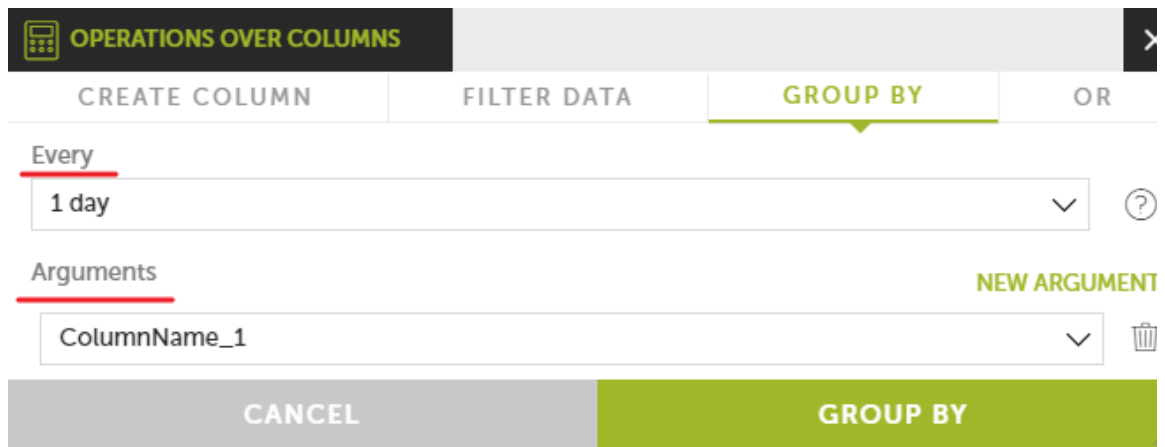 OPERATIONS OVER COLUMNS
CREATE COLUMN FILTER DATA GROUP BY OR
Every
1 day
?
Arguments
NEW ARGUMENT
ColumnName_1
CANCEL GROUP BY